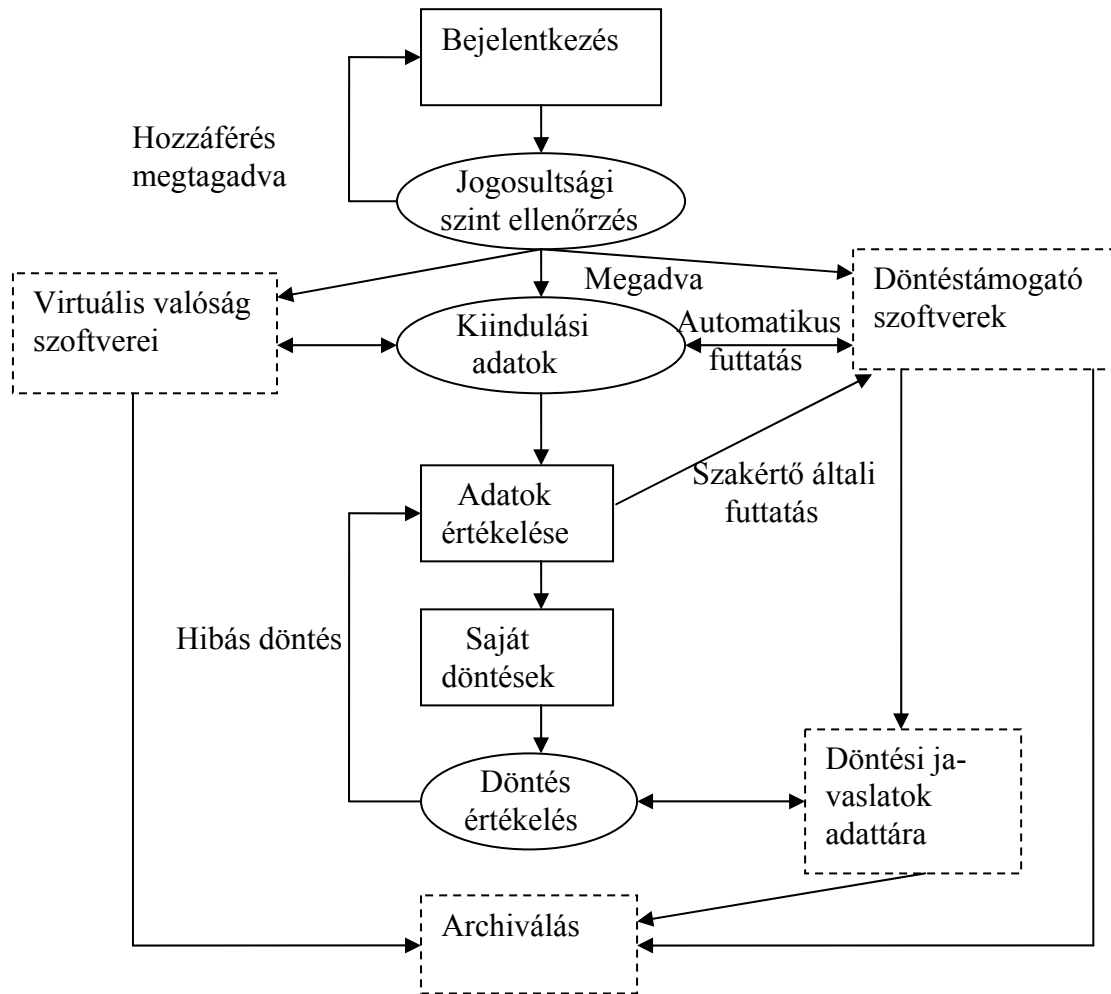 Bejelentkezés
Hozzáférés
megtagadva
Jogosultsági
szint ellenőrzés
Megadva
Virtuális valóság
szoftverei
Kiindulási
adatok
Automatikus
futtatás
Döntéstámogató
szoftverek
Adatok
értékelése
Szakértő általi
futtatás
Hibás döntés
Saját
döntések
Döntés
értékelés
Döntési ja-
vaslatok
adattára
Archiválás